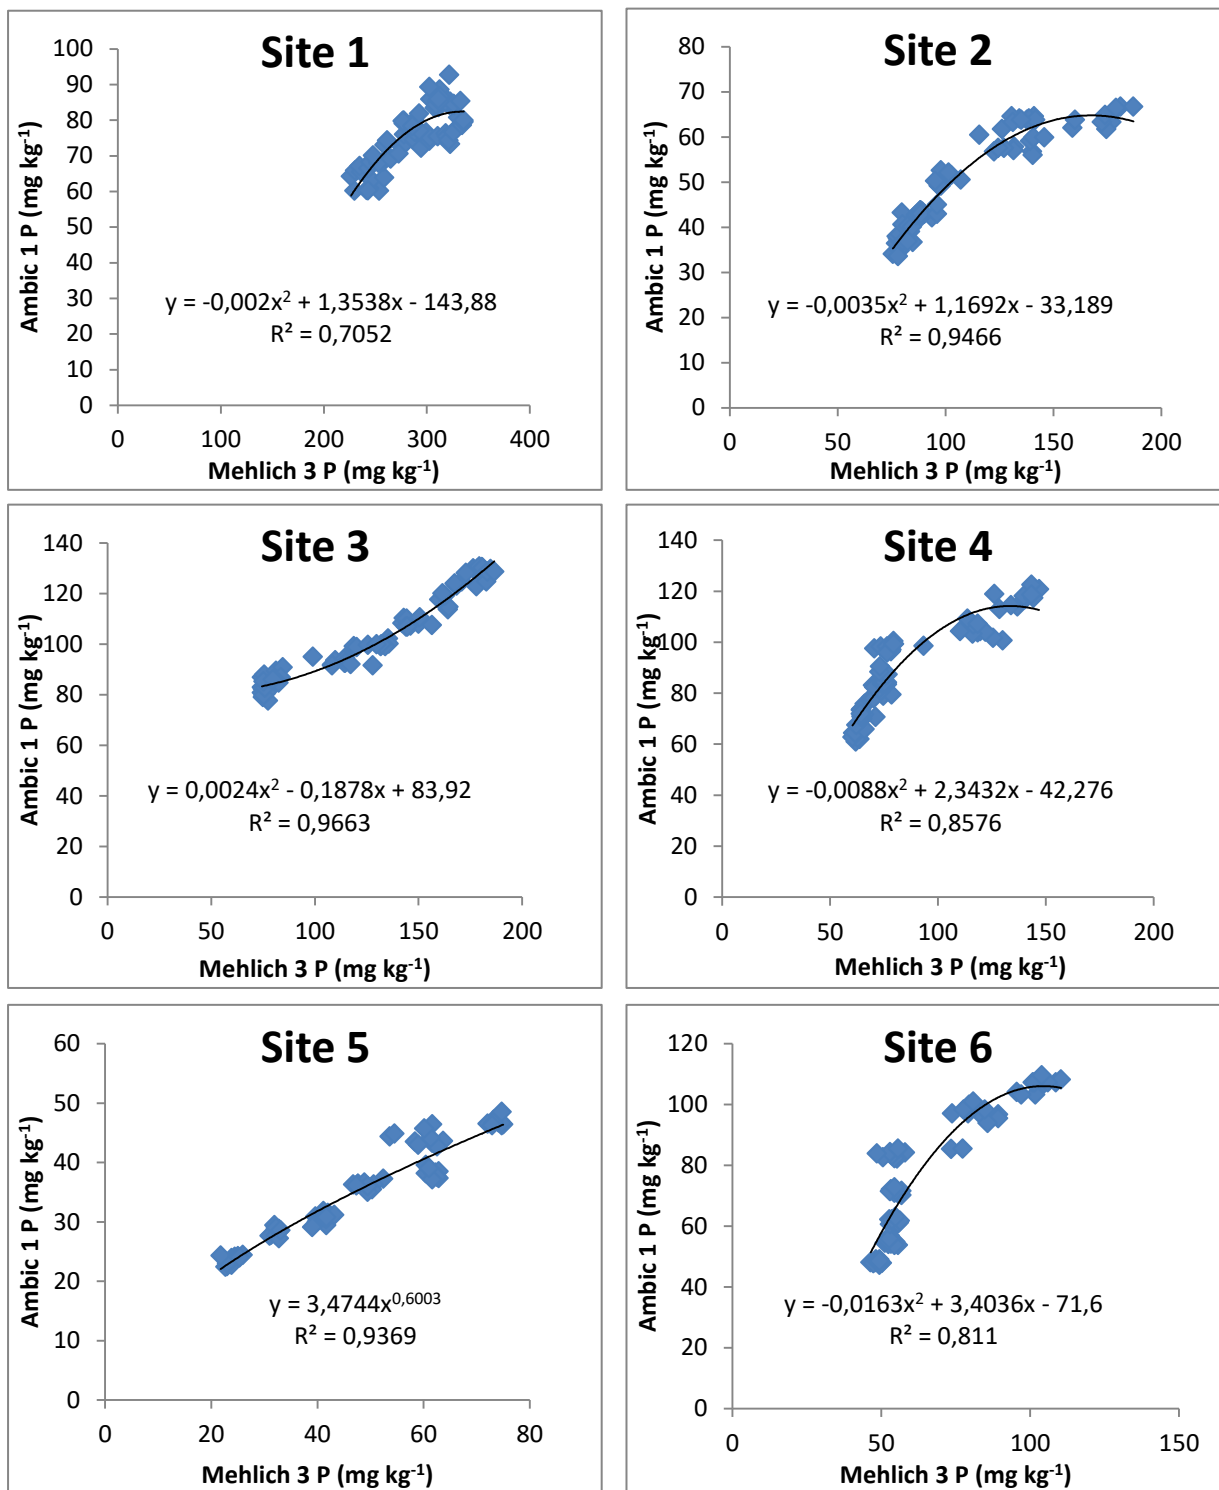 Site 1
100
90
80
70
60
50
40
30
20
10
0
Ambic 1 P (mg kg⁻¹)
y = -0,002x² + 1,3538x - 143,88
R² = 0,7052
0 100 200 300 400
Mehlich 3 P (mg kg⁻¹)
Site 2
80
70
60
50
40
30
20
10
0
Ambic 1 P (mg kg⁻¹)
y = -0,0035x² + 1,1692x - 33,189
R² = 0,9466
0 50 100 150 200
Mehlich 3 P (mg kg⁻¹)
Site 3
140
120
100
80
60
40
20
0
Ambic 1 P (mg kg⁻¹)
y = 0,0024x² - 0,1878x + 83,92
R² = 0,9663
0 50 100 150 200
Mehlich 3 P (mg kg⁻¹)
Site 4
140
120
100
80
60
40
20
0
Ambic 1 P (mg kg⁻¹)
y = -0,0088x² + 2,3432x - 42,276
R² = 0,8576
0 50 100 150 200
Mehlich 3 P (mg kg⁻¹)
Site 5
60
50
40
30
20
10
0
Ambic 1 P (mg kg⁻¹)
y = 3,4744x⁰,⁶⁰⁰³
R² = 0,9369
0 20 40 60 80
Mehlich 3 P (mg kg⁻¹)
Site 6
120
100
80
60
40
20
0
Ambic 1 P (mg kg⁻¹)
y = -0,0163x² + 3,4036x - 71,6
R² = 0,811
0 50 100 150
Mehlich 3 P (mg kg⁻¹)